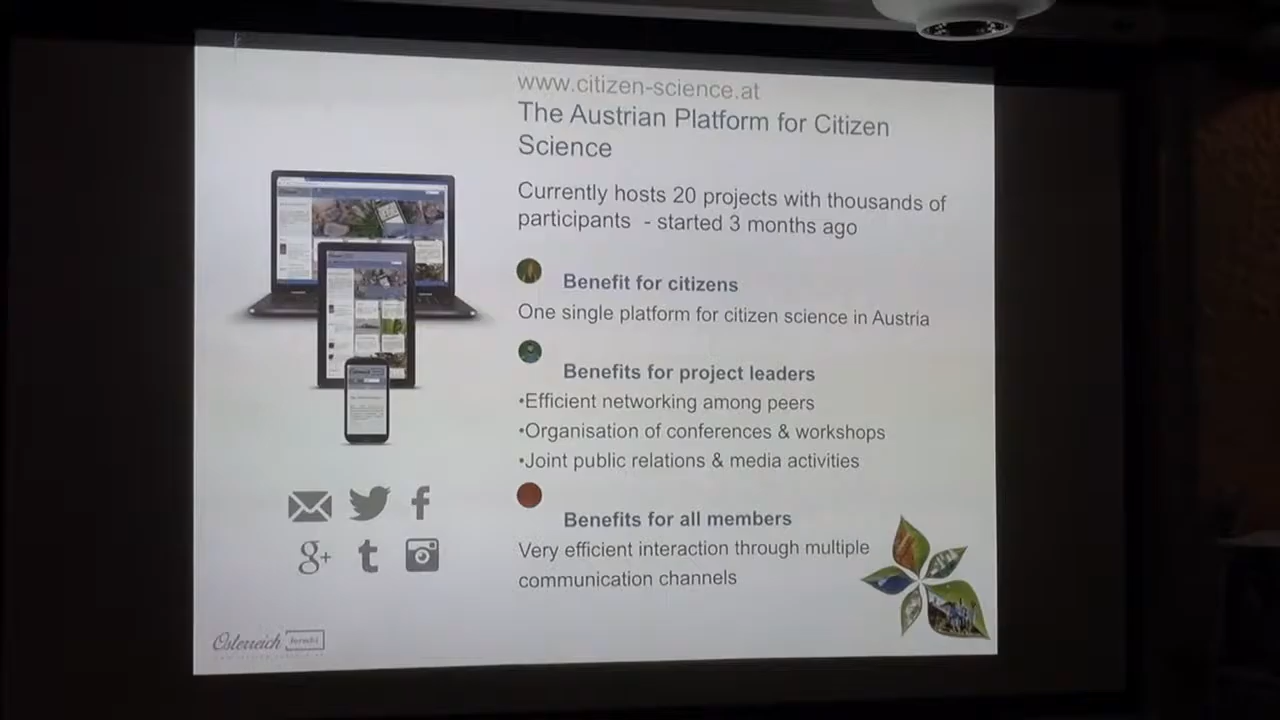 www.citizen-science.at
The Austrian Platform for Citizen
Science
Currently hosts 20 projects with thousands of
participants - started 3 months ago
Benefit for citizens
One single platform for citizen science in Austria
Benefits for project leaders
•Efficient networking among peers
•Organisation of conferences & workshops
•Joint public relations & media activities
Benefits for all members
Very efficient interaction through multiple
communication channels
g+
Österreich forscht